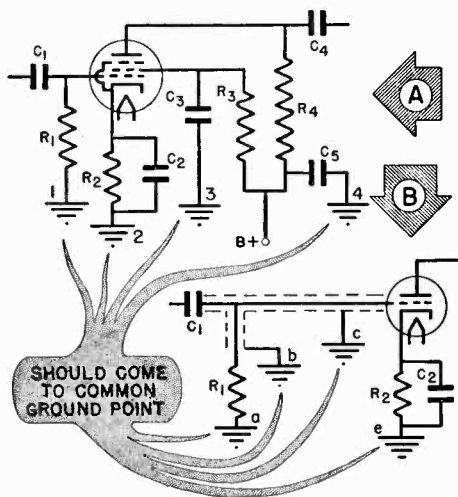 C1
C4
A
C3
R3
R4
R1
C2
C5
R2
1
3
4
2
B+
B
C1
c
b
SHOULD COME
TO COMMON
GROUND POINT
R1
R2
C2
a
e